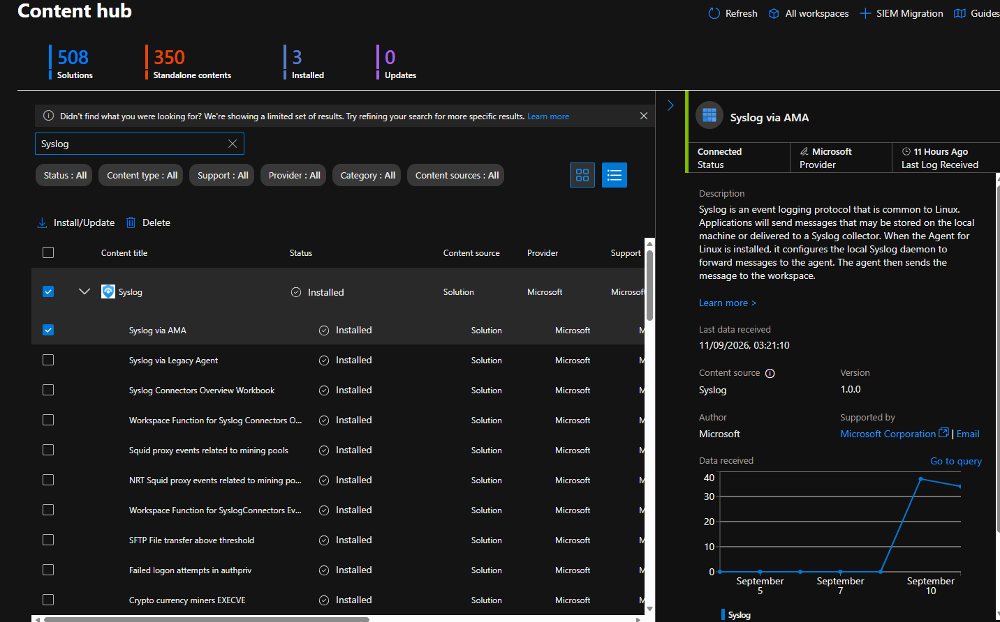 Content hub
Refresh
All workspaces
SIEM Migration
Guides
508
Solutions
350
Standalone contents
3
Installed
0
Updates
Didn't find what you were looking for? We're showing a limited set of results. Try refining your search for more specific results. Learn more
Syslog
Status : All
Content type : All
Support : All
Provider : All
Category : All
Content sources : All
Install/Update
Delete
Content title Status Content source Provider Support
Syslog Installed Solution Microsoft Microsoft
Syslog via AMA Installed Solution Microsoft M
Syslog via Legacy Agent Installed Solution Microsoft M
Syslog Connectors Overview Workbook Installed Solution Microsoft M
Workspace Function for Syslog Connectors O... Installed Solution Microsoft M
Squid proxy events related to mining pools Installed Solution Microsoft M
NRT Squid proxy events related to mining po... Installed Solution Microsoft M
Workspace Function for SyslogConnectors Ev... Installed Solution Microsoft M
SFTP File transfer above threshold Installed Solution Microsoft M
Failed logon attempts in authpriv Installed Solution Microsoft M
Crypto currency miners EXECVE Installed Solution Microsoft M
Syslog via AMA
Connected
Status
Microsoft
Provider
11 Hours Ago
Last Log Received
Description
Syslog is an event logging protocol that is common to Linux.
Applications will send messages that may be stored on the local
machine or delivered to a Syslog collector. When the Agent for
Linux is installed, it configures the local Syslog daemon to
forward messages to the agent. The agent then sends the
message to the workspace.
Learn more >
Last data received
11/09/2026, 03:21:10
Content source Version
Syslog 1.0.0
Author Supported by
Microsoft Microsoft Corporation | Email
Data received Go to query
40
30
20
10
0
September
5
September
7
September
10
Syslog